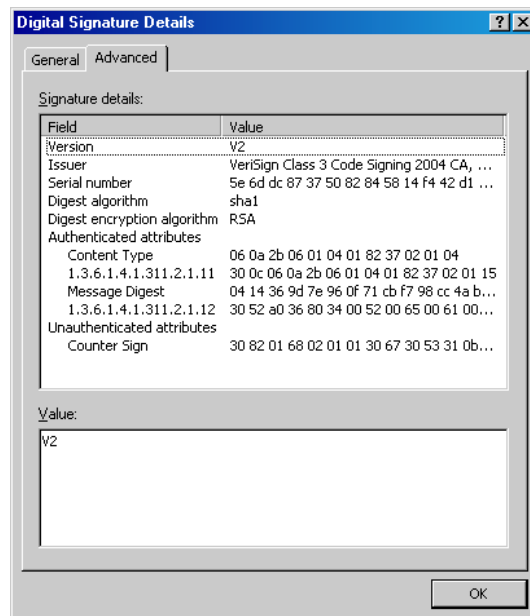 Digital Signature Details
General Advanced
Signature details:
Field Value
Version V2
Issuer VeriSign Class 3 Code Signing 2004 CA, ...
Serial number 5e 6d dc 87 37 50 82 84 58 14 f4 42 d1 ...
Digest algorithm sha1
Digest encryption algorithm RSA
Authenticated attributes
Content Type 06 0a 2b 06 01 04 01 82 37 02 01 04
1.3.6.1.4.1.311.2.1.11 30 0c 06 0a 2b 06 01 04 01 82 37 02 01 15
Message Digest 04 14 36 9d 7e 96 0f 71 cb f7 98 cc 4a b...
1.3.6.1.4.1.311.2.1.12 30 52 a0 36 80 34 00 52 00 65 00 61 00...
Unauthenticated attributes
Counter Sign 30 82 01 68 02 01 01 30 67 30 53 31 0b...
Value:
V2
OK